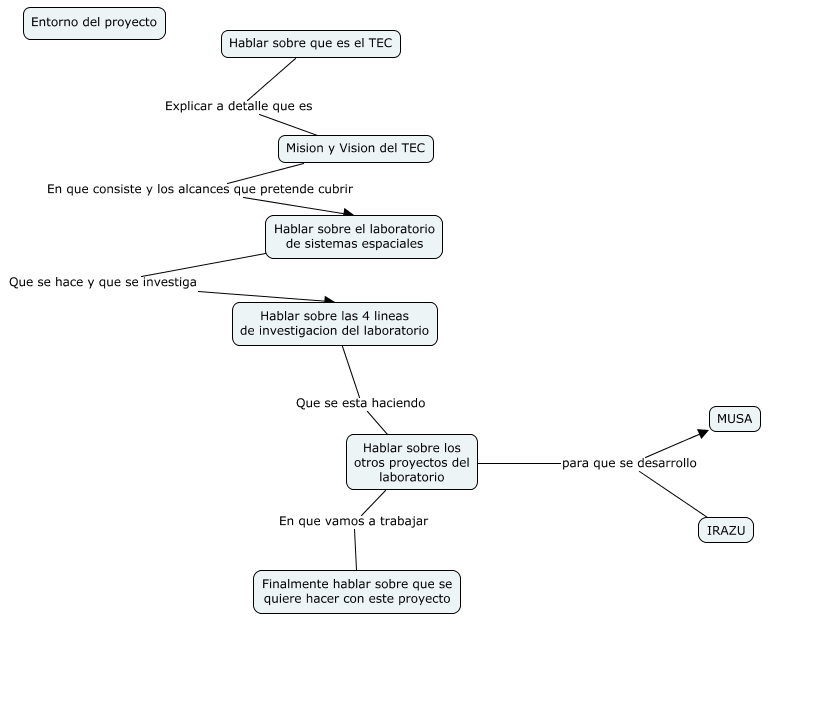 Entorno del proyecto
Hablar sobre que es el TEC
Explicar a detalle que es
Mision y Vision del TEC
En que consiste y los alcances que pretende cubrir
Hablar sobre el laboratorio
de sistemas espaciales
Que se hace y que se investiga
Hablar sobre las 4 lineas
de investigacion del laboratorio
Que se esta haciendo
Hablar sobre los
otros proyectos del
laboratorio
para que se desarrollo
MUSA
IRAZU
En que vamos a trabajar
Finalmente hablar sobre que se
quiere hacer con este proyecto